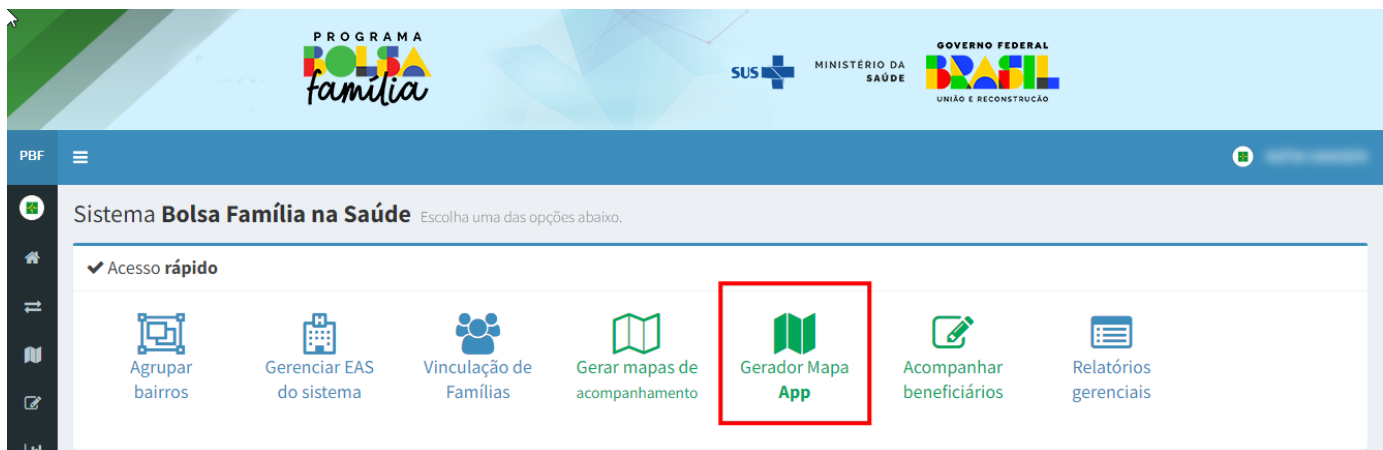 PROGRAMA
BOLSA
família
SUS
MINISTÉRIO DA
SAÚDE
GOVERNO FEDERAL
BRASIL
UNIÃO E RECONSTRUÇÃO
PBF
Sistema Bolsa Família na Saúde Escolha uma das opções abaixo.
Acesso rápido
Agrupar
bairros
Gerenciar EAS
do sistema
Vinculação de
Famílias
Gerar mapas de
acompanhamento
Gerador Mapa
App
Acompanhar
beneficiários
Relatórios
gerenciais